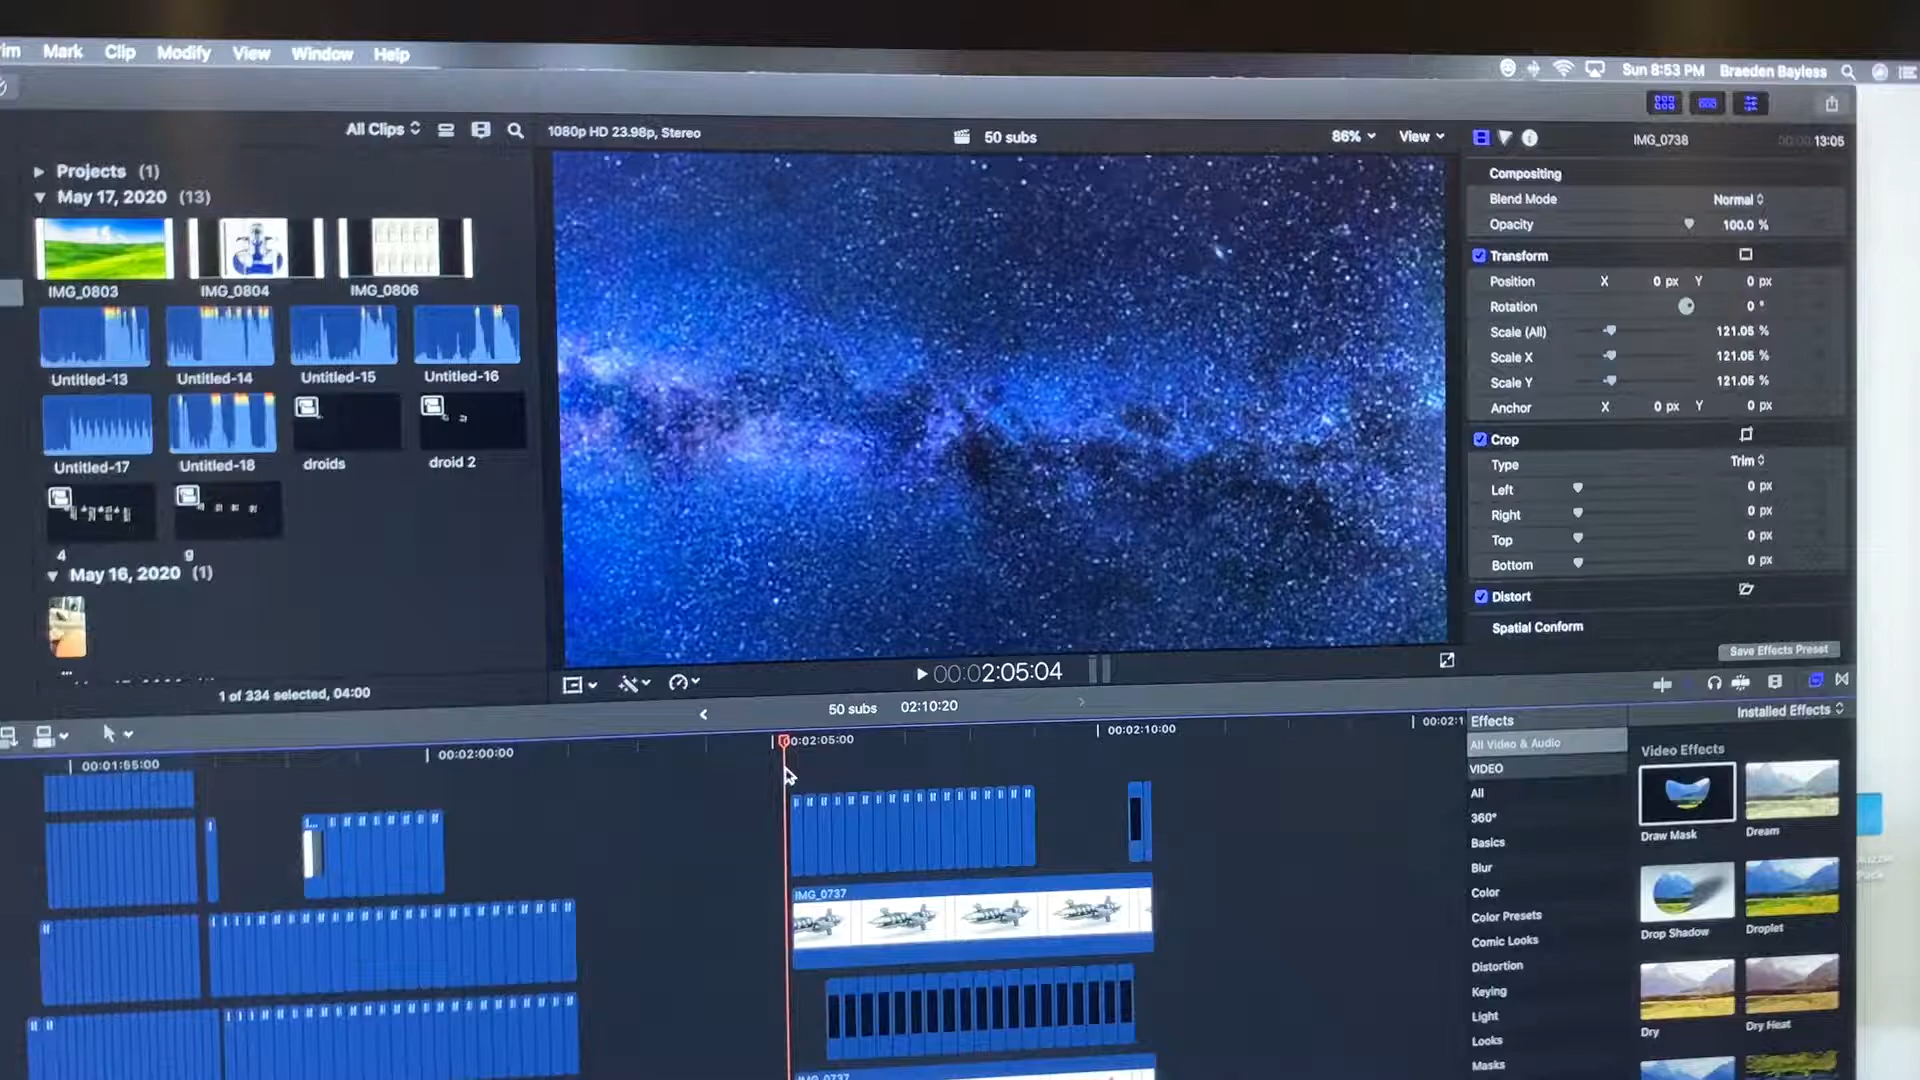 Mark Clip Modify View Window Help
Sun 8:53 PM Braeden Bayless
All Clips
1080p HD 23.98p, Stereo
50 subs
86% View
IMG_0738
13:05
Projects (1)
May 17, 2020 (13)
IMG_0803 IMG_0804 IMG_0806
Untitled-13 Untitled-14 Untitled-15 Untitled-16
Untitled-17 Untitled-18 droids droid 2
4 g
May 16, 2020 (1)
1 of 334 selected, 04:00
Compositing
Blend Mode Normal
Opacity 100.0 %
Transform
Position X 0 px Y 0 px
Rotation 0 °
Scale (All) 121.05 %
Scale X 121.05 %
Scale Y 121.05 %
Anchor X 0 px Y 0 px
Crop
Type Trim
Left 0 px
Right 0 px
Top 0 px
Bottom 0 px
Distort
Spatial Conform
Save Effects Preset
00:02:05:04
50 subs 02:10:20
00:01:55:00 00:02:00:00 00:02:05:00 00:02:10:00
IMG_0737
IMG_0737
Effects
Installed Effects
All Video & Audio
VIDEO
All
360°
Basics
Blur
Color
Color Presets
Comic Looks
Distortion
Keying
Light
Looks
Masks
Video Effects
Draw Mask Dream
Drop Shadow Droplet
Dry Dry Heat